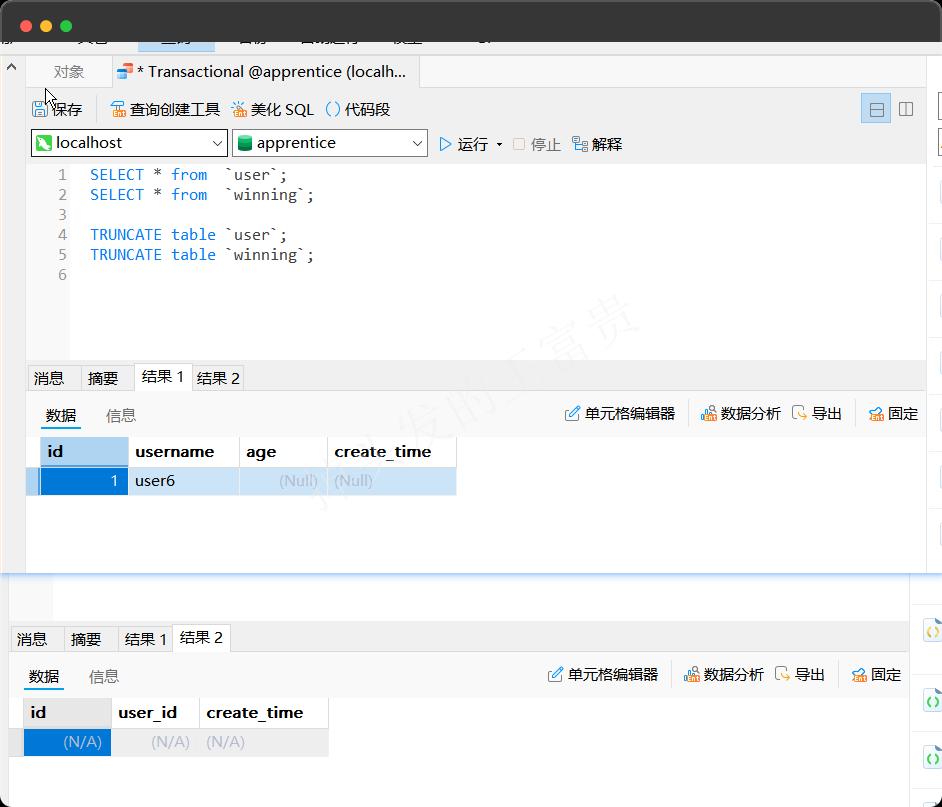 对象
* Transactional @apprentice (localh...
保存 查询创建工具 美化 SQL () 代码段
localhost apprentice 运行 停止 解释
1 SELECT * from `user`;
2 SELECT * from `winning`;
3
4 TRUNCATE table `user`;
5 TRUNCATE table `winning`;
6
消息 摘要 结果 1 结果 2
数据 信息 单元格编辑器 数据分析 导出 固定
id username age create_time
1 user6 (Null) (Null)
消息 摘要 结果 1 结果 2
数据 信息 单元格编辑器 数据分析 导出 固定
id user_id create_time
(N/A) (N/A) (N/A)